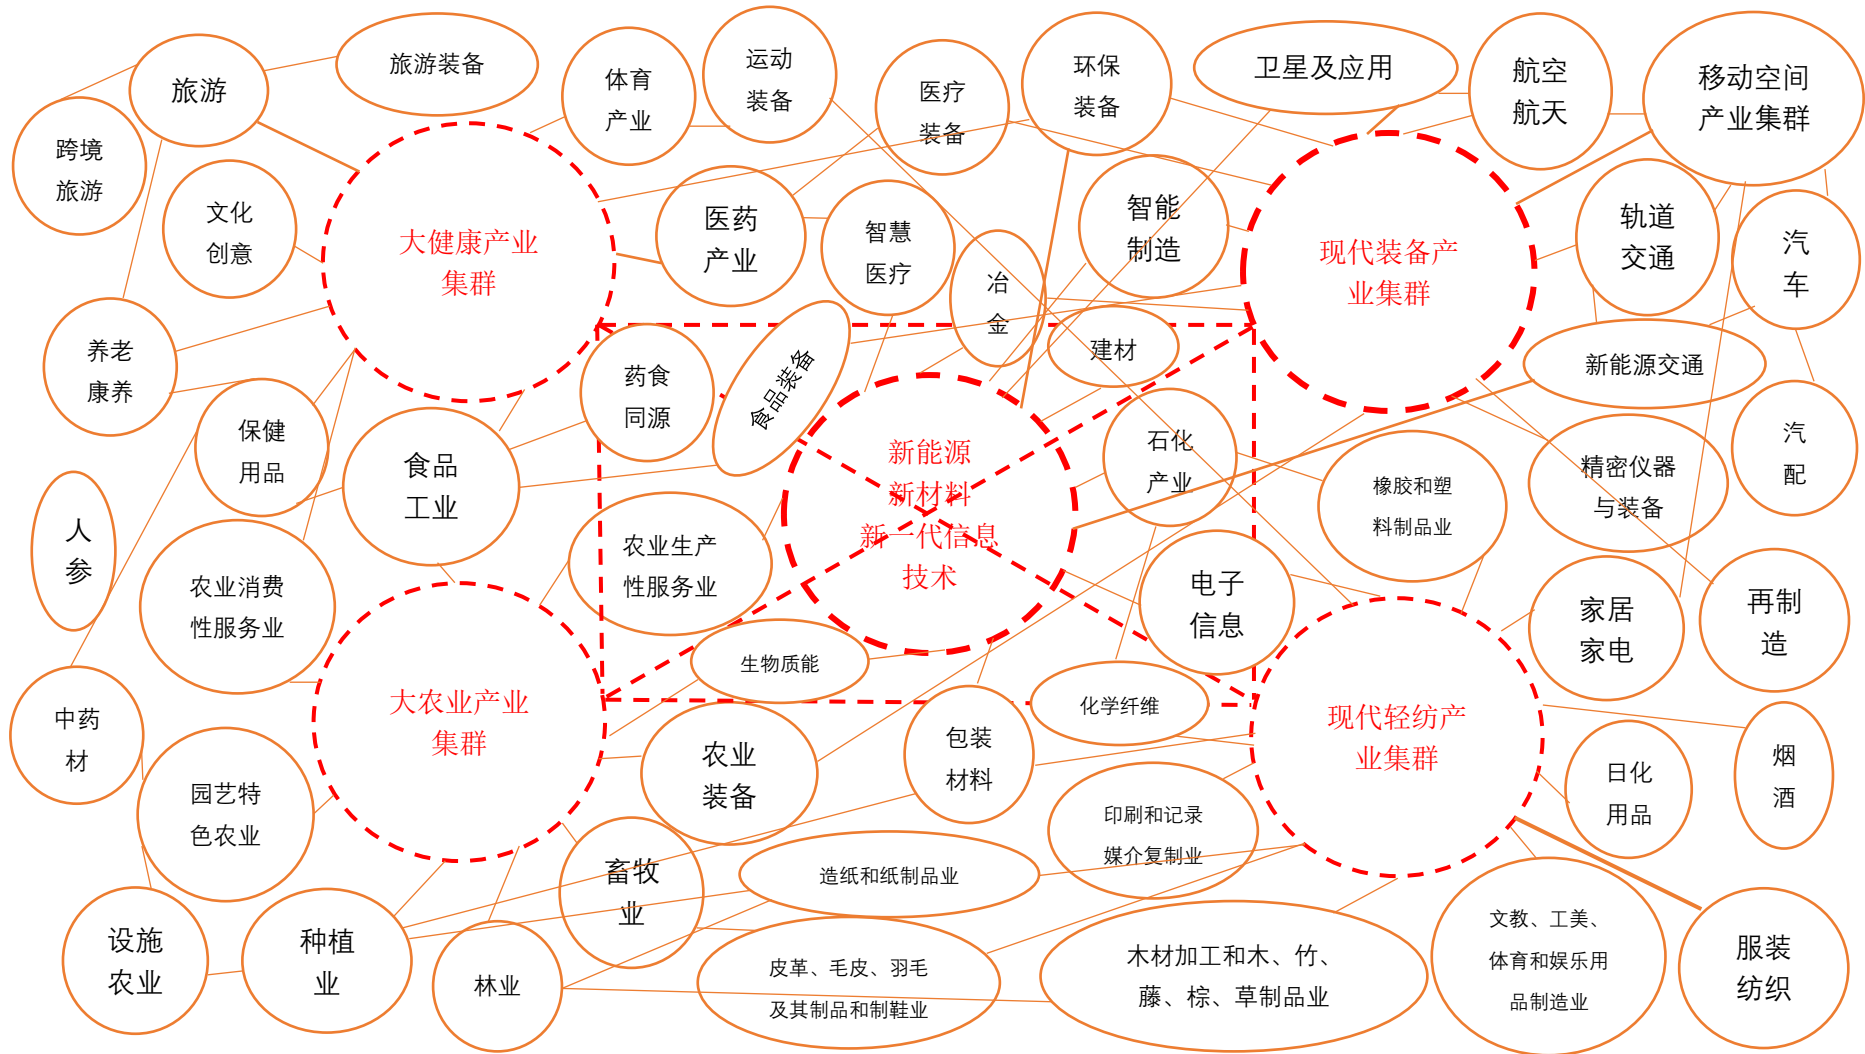 旅游
旅游装备
体育
产业
运动
装备
医疗
装备
环保
装备
卫星及应用
航空
航天
移动空间
产业集群
跨境
旅游
文化
创意
大健康产业
集群
医药
产业
智慧
医疗
冶
金
智能
制造
现代装备产
业集群
轨道
交通
汽
车
养老
康养
保健
用品
食品
工业
药食
同源
食品装备
建材
新能源交通
石化
产业
橡胶和塑
料制品业
精密仪器
与装备
汽
配
新能源
新材料
新一代信息
技术
人
参
农业消费
性服务业
农业生产
性服务业
电子
信息
家居
家电
再制
造
生物质能
化学纤维
中药
材
大农业产业
集群
农业
装备
包装
材料
现代轻纺产
业集群
烟
酒
日化
用品
园艺特
色农业
印刷和记录
媒介复制业
畜牧
业
造纸和纸制品业
设施
农业
种植
业
林业
皮革、毛皮、羽毛
及其制品和制鞋业
木材加工和木、竹、
藤、棕、草制品业
文教、工美、
体育和娱乐用
品制造业
服装
纺织